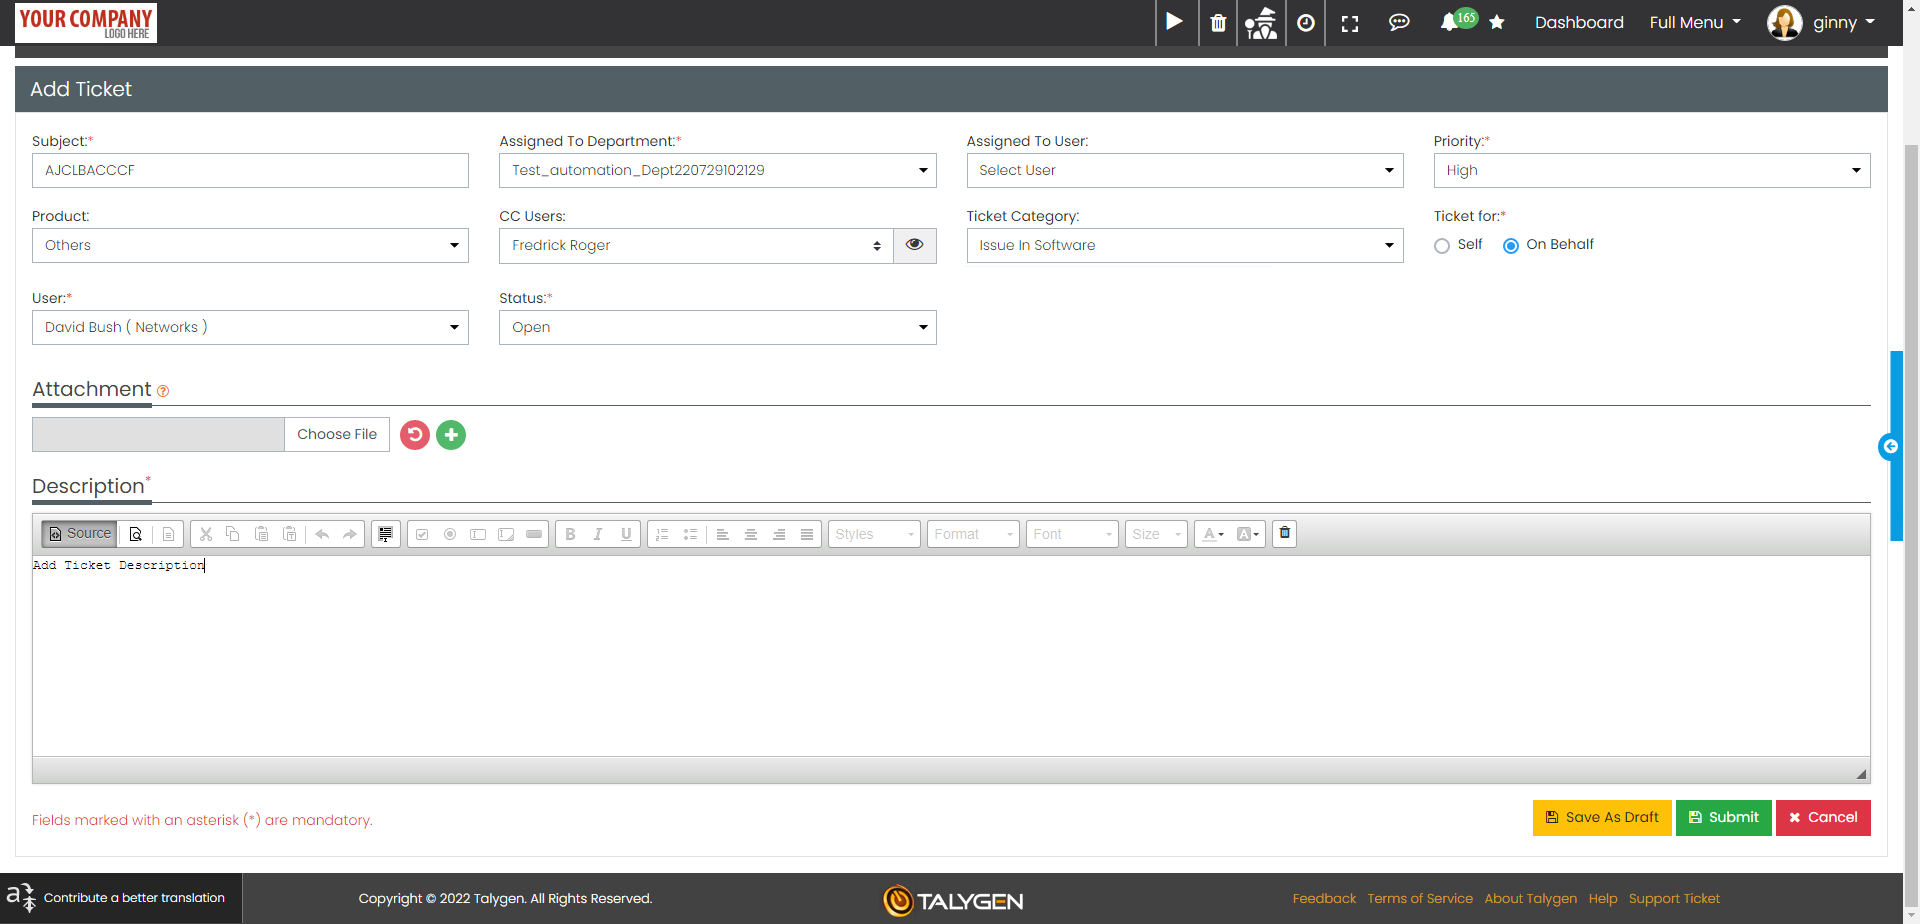 YOUR COMPANY
LOGO HERE
165
Dashboard
Full Menu
ginny
Add Ticket
Subject:*
Assigned To Department:*
Assigned To User:
Priority:*
AJCLBACCCF
Test_automation_Dept220729102129
Select User
High
Product:
CC Users:
Ticket Category:
Ticket for:*
Others
Fredrick Roger
Issue In Software
Self
On Behalf
User:*
Status:*
David Bush ( Networks )
Open
Attachment ?
Choose File
Description*
Source
B I U
Styles
Format
Font
Size
A
A
Add Ticket Description
Fields marked with an asterisk (*) are mandatory.
Save As Draft
Submit
Cancel
Contribute a better translation
Copyright © 2022 Talygen. All Rights Reserved.
TALYGEN
Feedback
Terms of Service
About Talygen
Help
Support Ticket